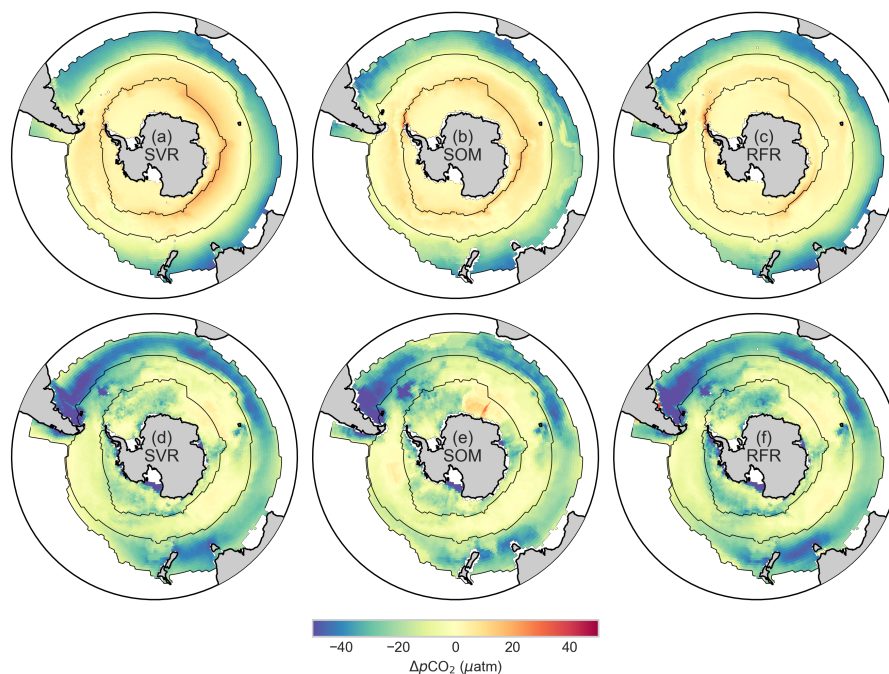 (a)
SVR
(b)
SOM
(c)
RFR
(d)
SVR
(e)
SOM
(f)
RFR
−40 −20 0 20 40
ΔpCO₂ (μatm)